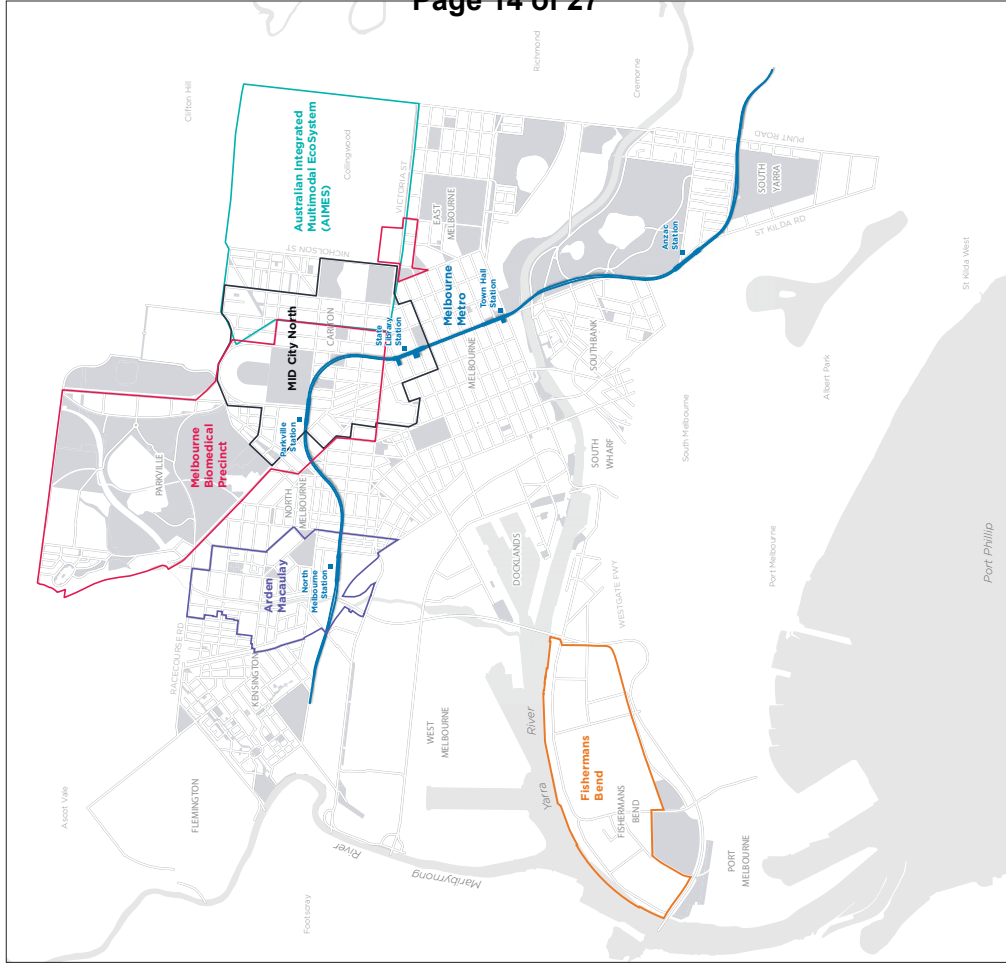 Page 14 of 27
Richmond
Cremorne
Clifton Hill
Australian Integrated
Multimodal EcoSystem
(AIMES)
Collingwood
VICTORIA ST
NICHOLSON ST
EAST
MELBOURNE
PUNT ROAD
SOUTH
YARRA
ST KILDA RD
Anzac
Station
St Kilda West
Albert Park
Melbourne
Metro
Town Hall
Station
State
Library
Station
CARLTON
MID CITY North
MELBOURNE
SOUTHBANK
South Melbourne
SOUTH
WHARF
Parkville
Station
Melbourne
Biomedical
Precinct
PARKVILLE
NORTH
MELBOURNE
Arden
Macaulay
North
Melbourne
Station
DOCKLANDS
WESTGATE FWY
Port Melbourne
Port Phillip
RACECOURSE RD
KENSINGTON
FLEMINGTON
Ascot Vale
WEST
MELBOURNE
Yarra
River
Fishermans
Bend
FISHERMANS
BEND
PORT
MELBOURNE
Maribyrnong
River
Footscray